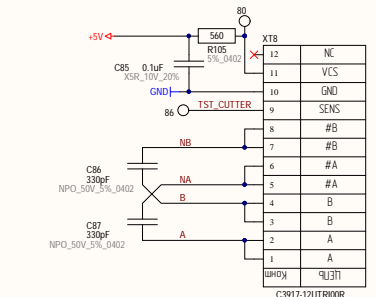 80
+5V
560
R105
5%_0402
XT8
C85 0.1uF
X5R_10V_20%
GND
86 TST_CUTTER
12 NC
11 VCS
10 GND
9 SENS
8 #B
7 #B
6 #A
5 #A
4 B
3 B
2 A
1 A
Конт Цепь
NB
C86
330pF
NPO_50V_5%_0402
NA
B
C87
330pF
NPO_50V_5%_0402
A
C3917-12UTRI00R